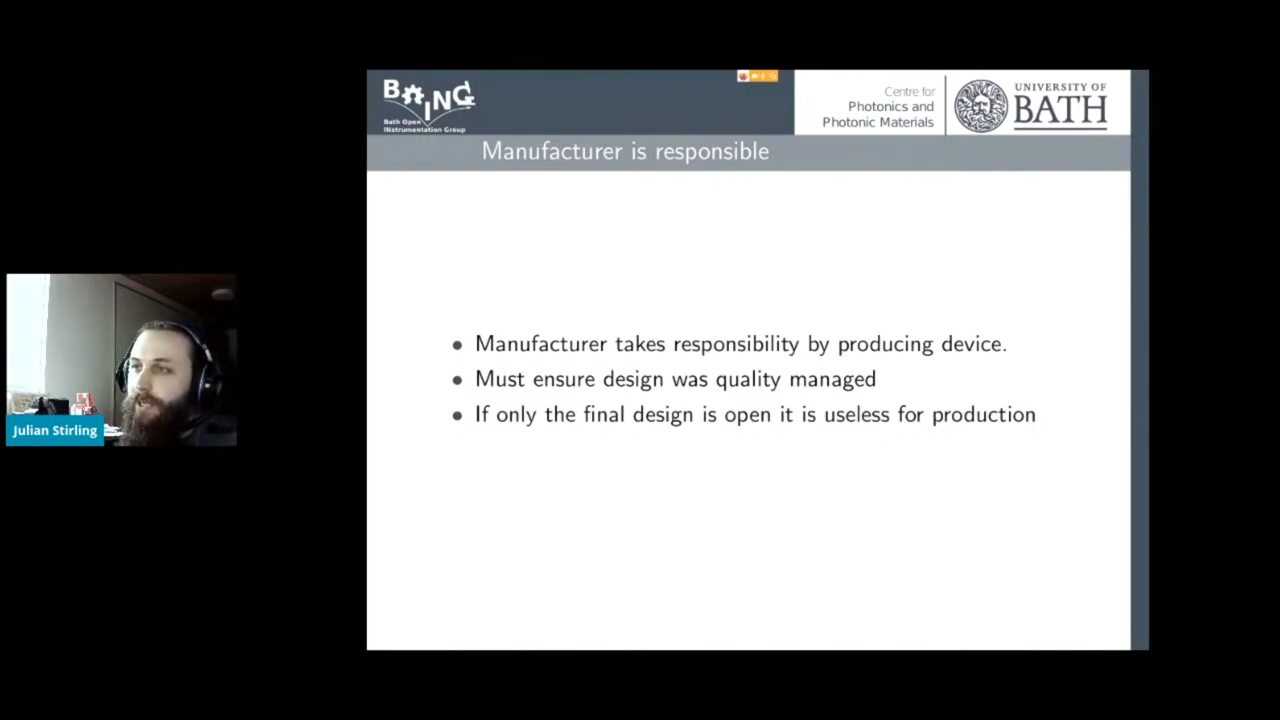 BOING
Bath Open
INstrumentation Group
Centre for
Photonics and
Photonic Materials
UNIVERSITY OF
BATH
Manufacturer is responsible
Manufacturer takes responsibility by producing device.
Must ensure design was quality managed
If only the final design is open it is useless for production
Julian Stirling